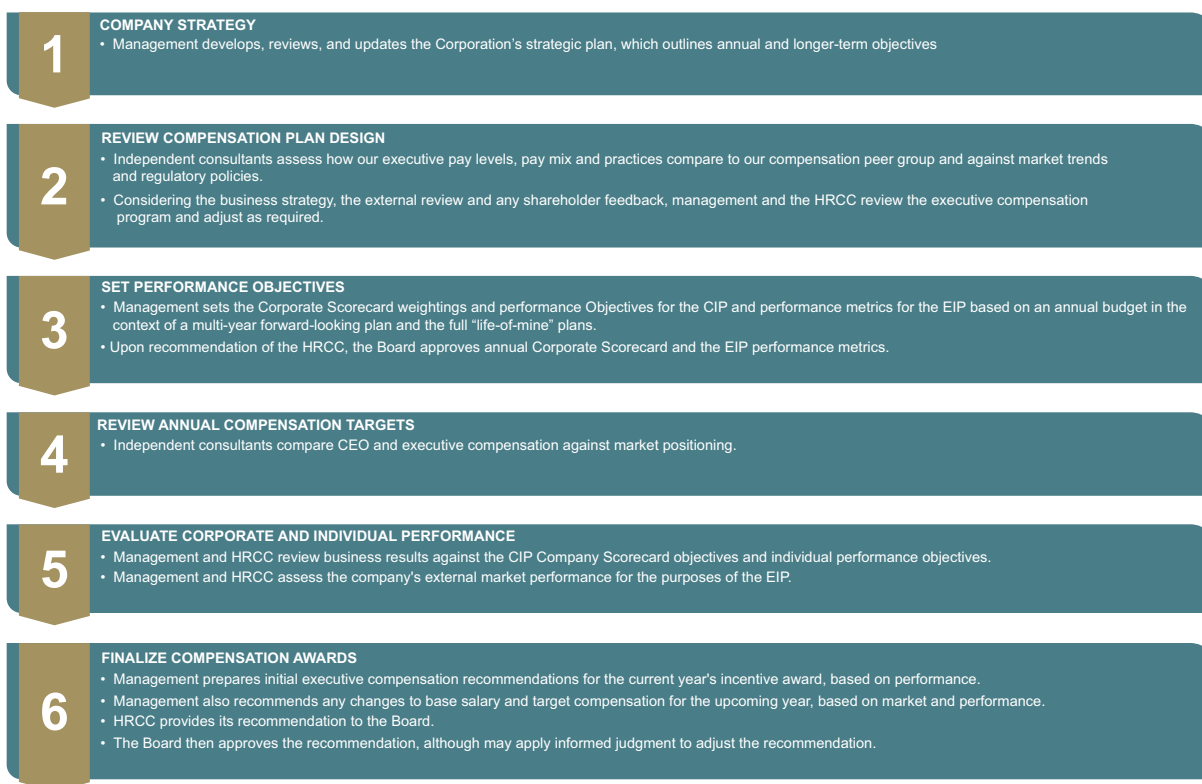 1
COMPANY STRATEGY
• Management develops, reviews, and updates the Corporation’s strategic plan, which outlines annual and longer-term objectives
2
REVIEW COMPENSATION PLAN DESIGN
• Independent consultants assess how our executive pay levels, pay mix and practices compare to our compensation peer group and against market trends
and regulatory policies.
• Considering the business strategy, the external review and any shareholder feedback, management and the HRCC review the executive compensation
program and adjust as required.
3
SET PERFORMANCE OBJECTIVES
• Management sets the Corporate Scorecard weightings and performance Objectives for the CIP and performance metrics for the EIP based on an annual budget in the
context of a multi-year forward-looking plan and the full “life-of-mine” plans.
• Upon recommendation of the HRCC, the Board approves annual Corporate Scorecard and the EIP performance metrics.
4
REVIEW ANNUAL COMPENSATION TARGETS
• Independent consultants compare CEO and executive compensation against market positioning.
5
EVALUATE CORPORATE AND INDIVIDUAL PERFORMANCE
• Management and HRCC review business results against the CIP Company Scorecard objectives and individual performance objectives.
• Management and HRCC assess the company's external market performance for the purposes of the EIP.
6
FINALIZE COMPENSATION AWARDS
• Management prepares initial executive compensation recommendations for the current year's incentive award, based on performance.
• Management also recommends any changes to base salary and target compensation for the upcoming year, based on market and performance.
• HRCC provides its recommendation to the Board.
• The Board then approves the recommendation, although may apply informed judgment to adjust the recommendation.